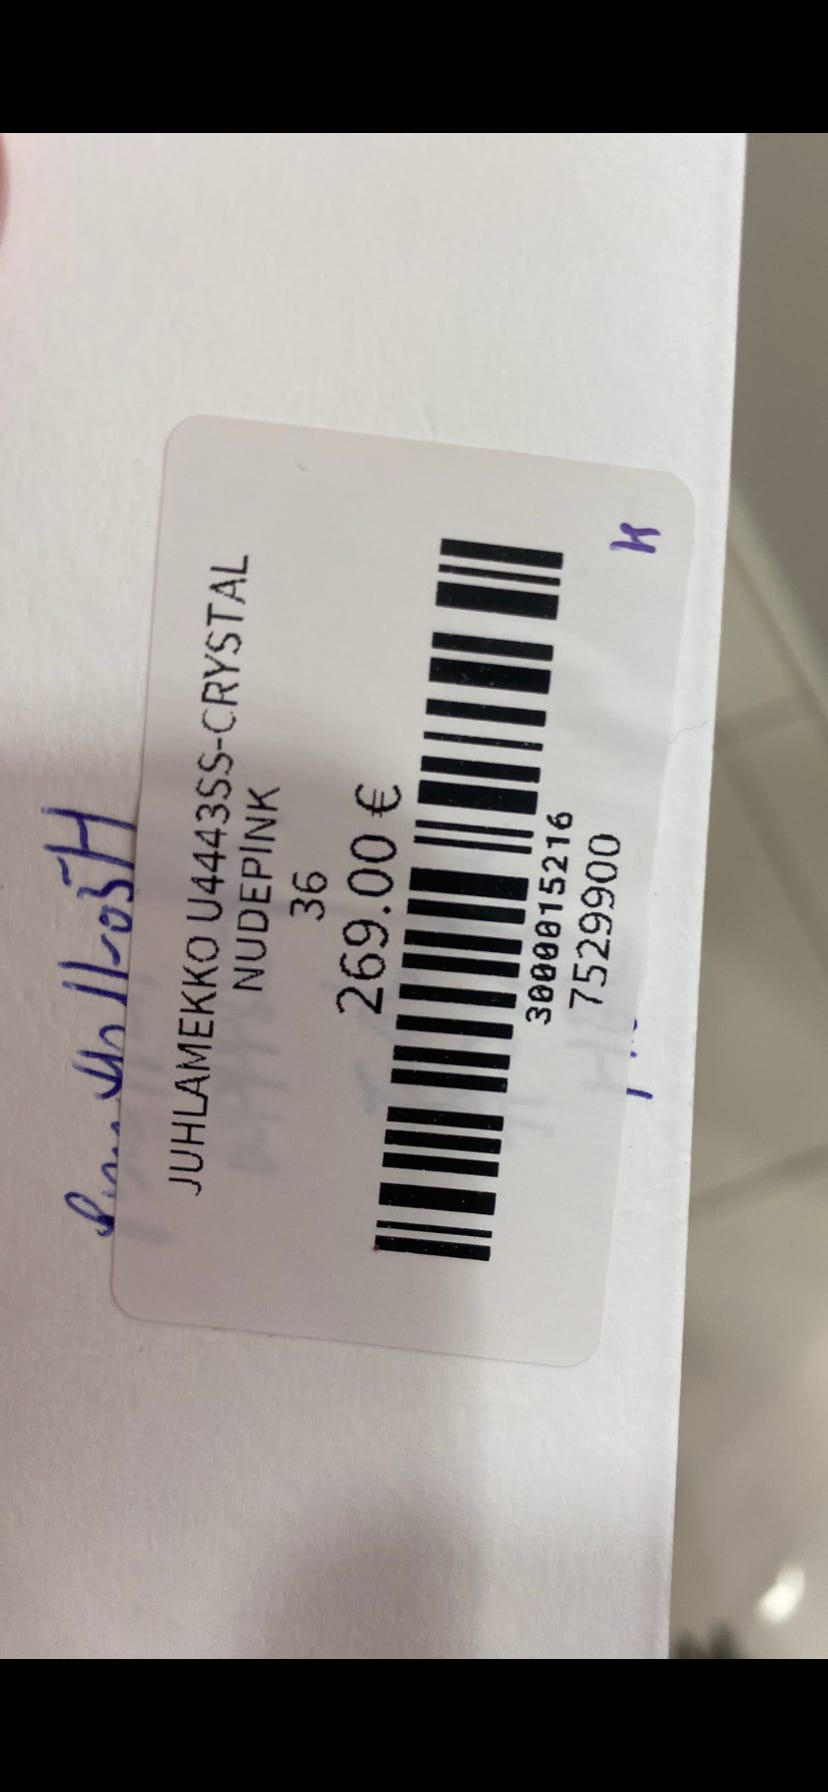 JUHLAMEKKO U4443SS-CRYSTAL
NUDEPINK
36
269.00 €
3000015216
7529900